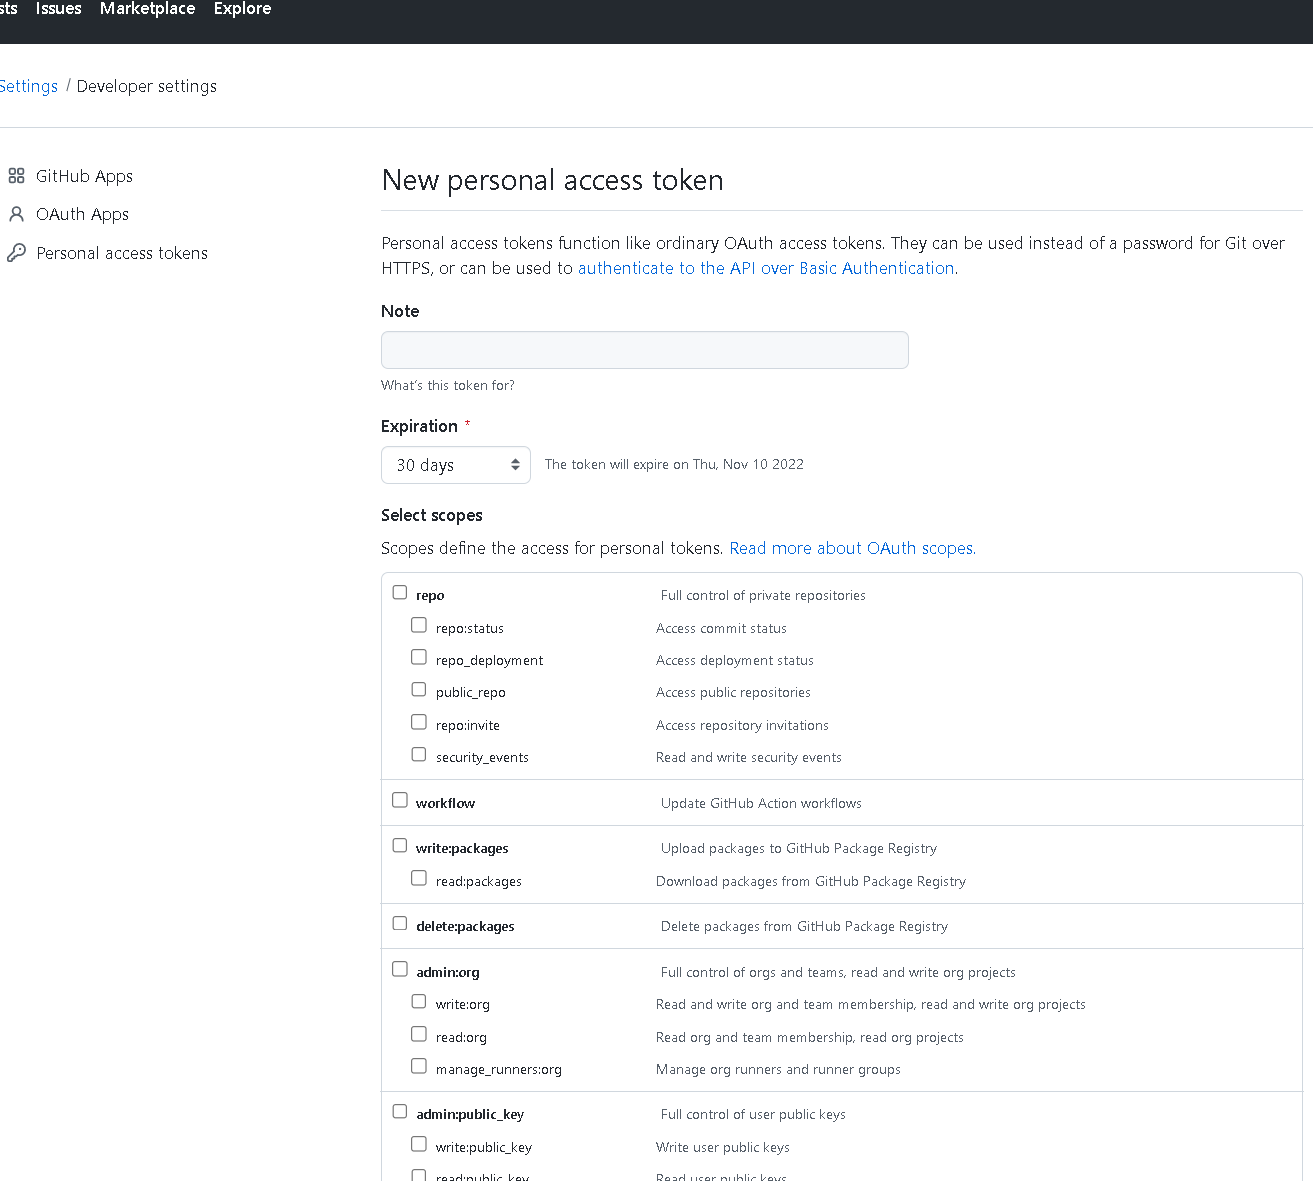 sts Issues Marketplace Explore
Settings / Developer settings
GitHub Apps
OAuth Apps
Personal access tokens
New personal access token
Personal access tokens function like ordinary OAuth access tokens. They can be used instead of a password for Git over
HTTPS, or can be used to authenticate to the API over Basic Authentication.
Note
What's this token for?
Expiration *
30 days The token will expire on Thu, Nov 10 2022
Select scopes
Scopes define the access for personal tokens. Read more about OAuth scopes.
repo Full control of private repositories
repo:status Access commit status
repo_deployment Access deployment status
public_repo Access public repositories
repo:invite Access repository invitations
security_events Read and write security events
workflow Update GitHub Action workflows
write:packages Upload packages to GitHub Package Registry
read:packages Download packages from GitHub Package Registry
delete:packages Delete packages from GitHub Package Registry
admin:org Full control of orgs and teams, read and write org projects
write:org Read and write org and team membership, read and write org projects
read:org Read org and team membership, read org projects
manage_runners:org Manage org runners and runner groups
admin:public_key Full control of user public keys
write:public_key Write user public keys
read:public_key Read user public keys